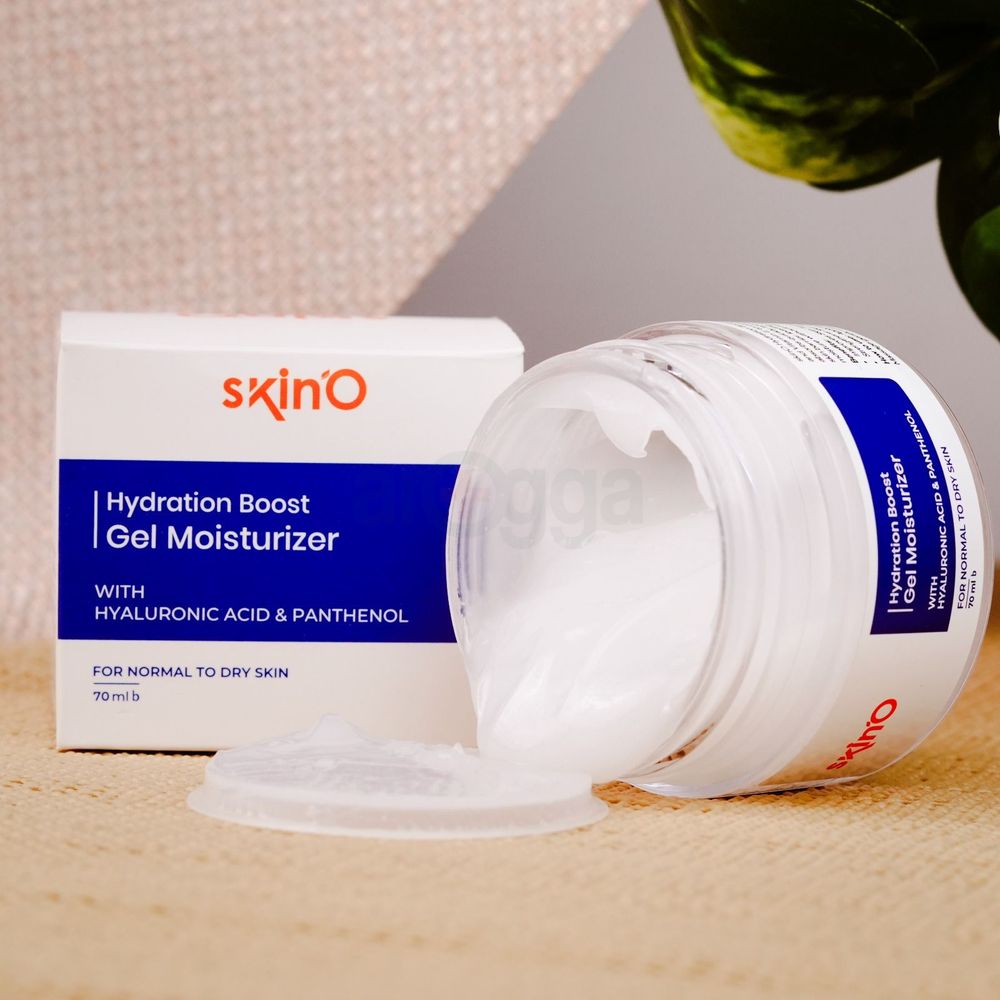 skin'O
Hydration Boost
Gel Moisturizer
WITH
HYALURONIC ACID & PANTHENOL
FOR NORMAL TO DRY SKIN
70 ml b
arogga
Hydration Boost
Gel Moisturizer
WITH
HYALURONIC ACID & PANTHENOL
FOR NORMAL TO DRY SKIN
70 ml b
skin'O